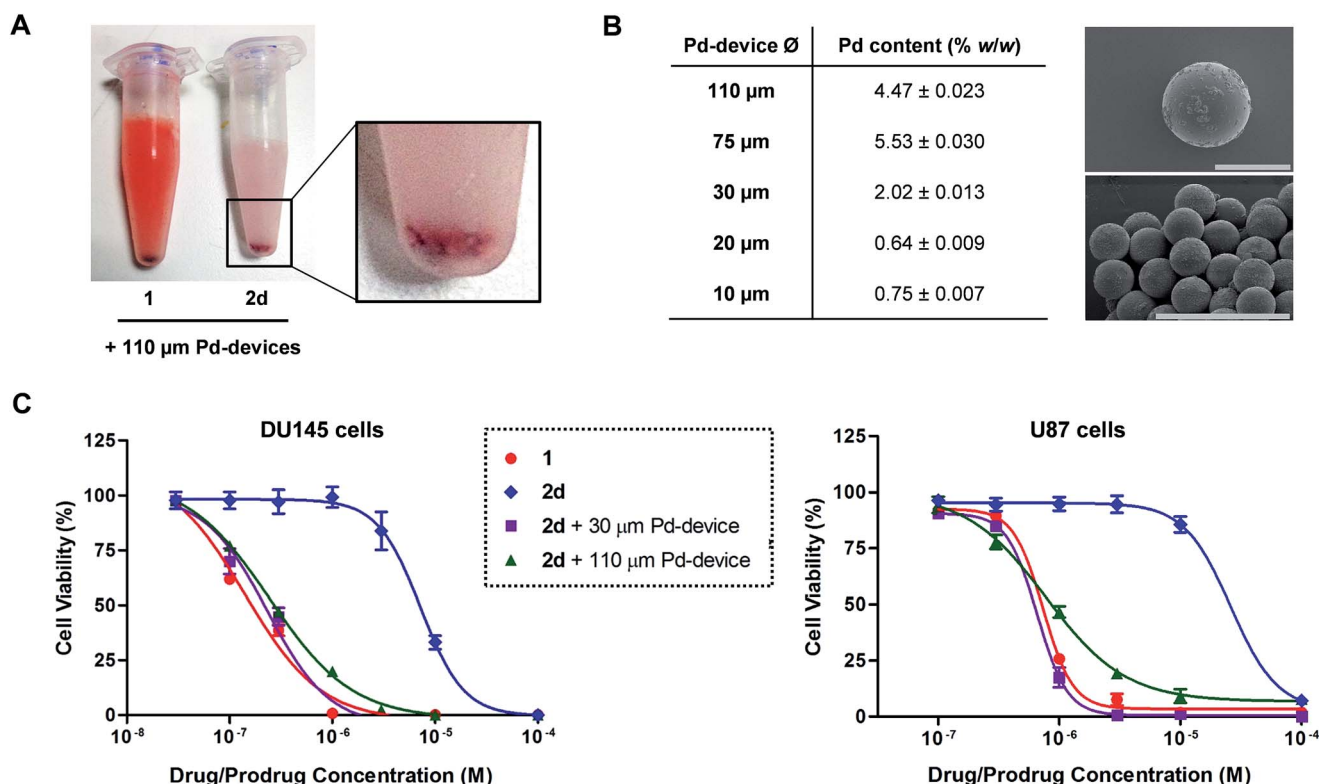 A
1
2d
+ 110 µm Pd-devices
B
Pd-device Ø Pd content (% w/w)
110 µm 4.47 ± 0.023
75 µm 5.53 ± 0.030
30 µm 2.02 ± 0.013
20 µm 0.64 ± 0.009
10 µm 0.75 ± 0.007
C
DU145 cells
125
100
75
50
25
0
Cell Viability (%)
10-8 10-7 10-6 10-5 10-4
Drug/Prodrug Concentration (M)
1
2d
2d + 30 µm Pd-device
2d + 110 µm Pd-device
U87 cells
125
100
75
50
25
0
Cell Viability (%)
10-7 10-6 10-5 10-4
Drug/Prodrug Concentration (M)